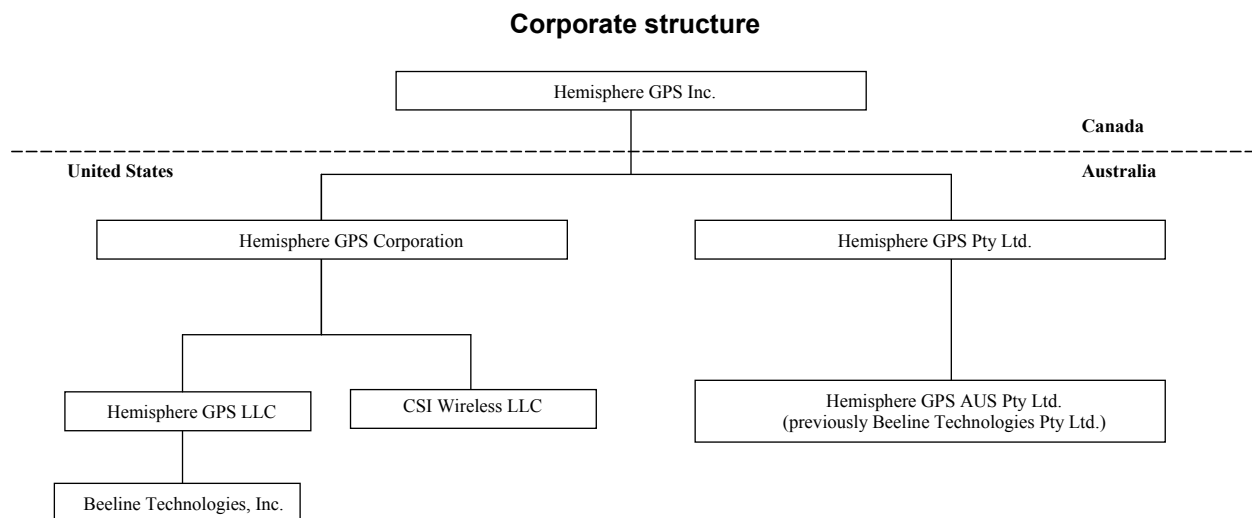 Corporate structure
Hemisphere GPS Inc.
Canada
United States
Australia
Hemisphere GPS Corporation
Hemisphere GPS Pty Ltd.
Hemisphere GPS LLC
CSI Wireless LLC
Hemisphere GPS AUS Pty Ltd.
(previously Beeline Technologies Pty Ltd.)
Beeline Technologies, Inc.